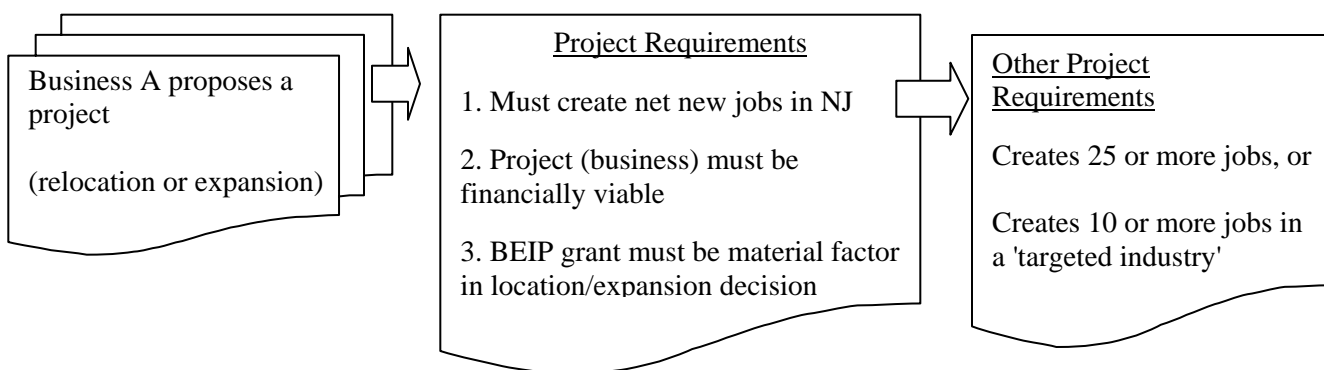 Business A proposes a
project
(relocation or expansion)
Project Requirements
1. Must create net new jobs in NJ
2. Project (business) must be
financially viable
3. BEIP grant must be material factor
in location/expansion decision
Other Project
Requirements
Creates 25 or more jobs, or
Creates 10 or more jobs in
a 'targeted industry'